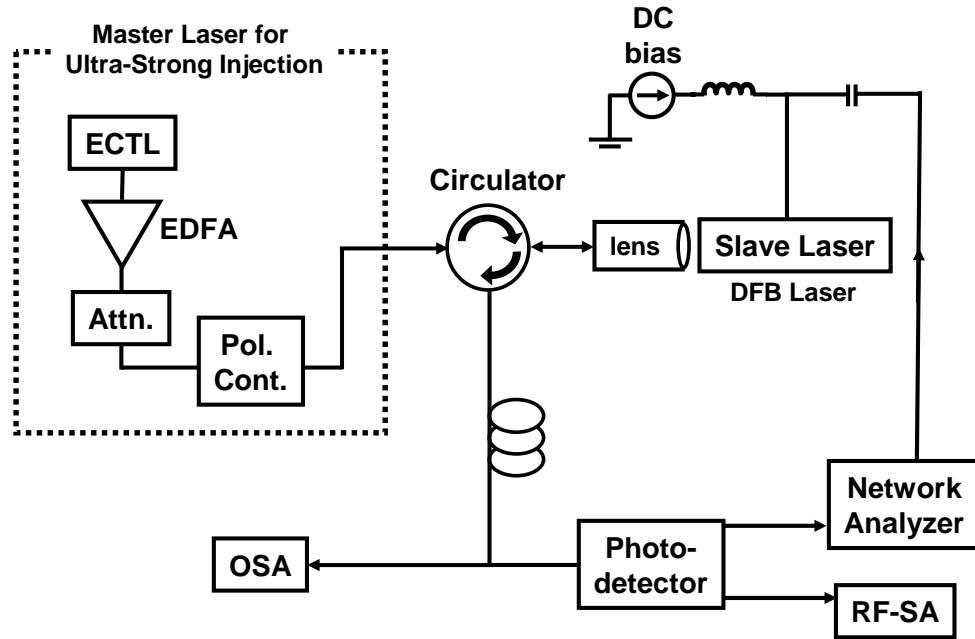 Master Laser for
Ultra-Strong Injection
ECTL
EDFA
Attn.
Pol.
Cont.
Circulator
DC
bias
lens
Slave Laser
DFB Laser
OSA
Photo-
detector
Network
Analyzer
RF-SA